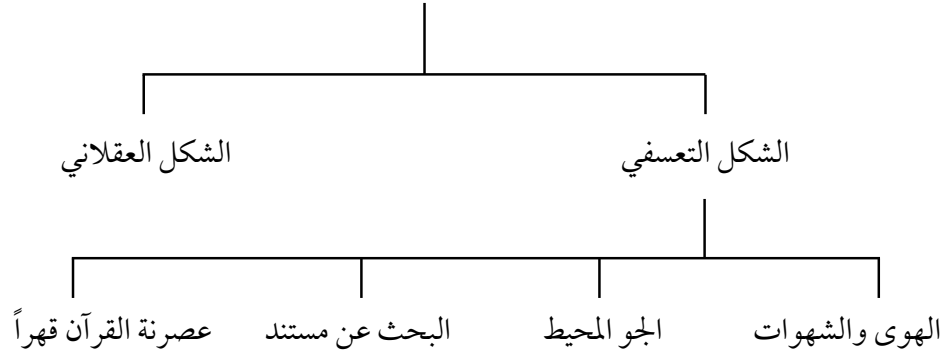 الشكل التعسفي الشكل العقلاني
الهوى والشهوات الجو المحيط البحث عن مستند عصرنة القرآن قهراً